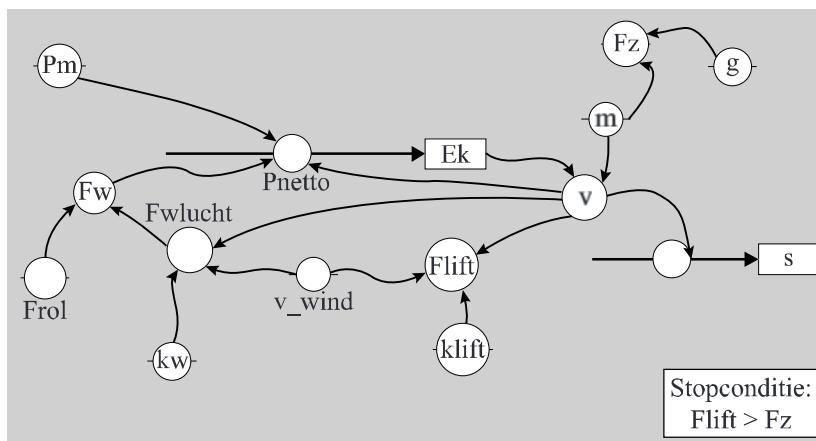 Fz
Pm
g
m
Ek
Pnetto
Fw
v
Fwlucht
Flift
s
v_wind
Frol
klift
kw
Stopconditie:
Flift > Fz